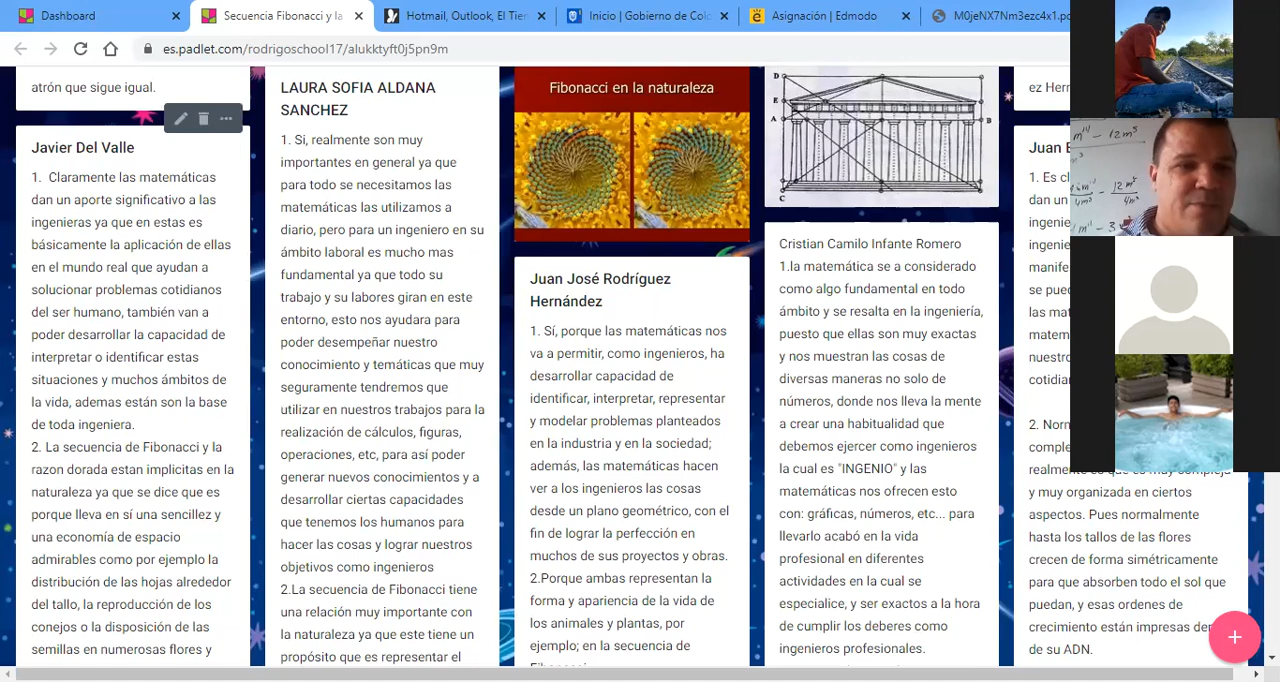 Dashboard
Secuencia Fibonacci la
Hotmail, Outlook, El Tien
Inicio | Gobierno de Colo
Asignación | Edmodo
M0jeNX7Nm3ezc4x1.pd
es.padlet.com/rodrigoschool17/alukktyft0j5pn9m
atrón que sigue igual.
Javier Del Valle
1. Claramente las matemáticas
dan un aporte significativo a las
ingenieras ya que en estas es
básicamente la aplicación de ellas
en el mundo real que ayudan a
solucionar problemas cotidianos
del ser humano, también van a
poder desarrollar la capacidad de
interpretar o identificar estas
situaciones y muchos ámbitos de
la vida, ademas están son la base
de toda ingeniera.
2. La secuencia de Fibonacci y la
razon dorada estan implicitas en la
naturaleza ya que se dice que es
porque lleva en sí una sencillez y
una economía de espacio
admirables como por ejemplo la
distribución de las hojas alrededor
del tallo, la reproducción de los
conejos o la disposición de las
semillas en numerosas flores y
LAURA SOFIA ALDANA
SANCHEZ
1. Si, realmente son muy
importantes en general ya que
para todo se necesitamos las
matemáticas las utilizamos a
diario, pero para un ingeniero en su
ámbito laboral es mucho más
fundamental ya que todo su
trabajo y su labores giran en este
entorno, esto nos ayudara para
poder desempeñar nuestro
conocimiento y temáticas que muy
seguramente tendremos que
utilizar en nuestros trabajos para la
realización de cálculos, figuras,
operaciones, etc, para así poder
generar nuevos conocimientos y a
desarrollar ciertas capacidades
que tenemos los humanos para
hacer las cosas y lograr nuestros
objetivos como ingenieros
2.La secuencia de Fibonacci tiene
una relación muy importante con
la naturaleza ya que este tiene un
propósito que es representar el
Fibonacci en la naturaleza
Juan José Rodríguez
Hernández
1. Sí, porque las matemáticas nos
va a permitir, como ingenieros, ha
desarrollar capacidad de
identificar, interpretar, representar
y modelar problemas planteados
en la industria y en la sociedad;
además, las matemáticas hacen
ver a los ingenieros las cosas
desde un plano geométrico, con el
fin de lograr la perfección en
muchos de sus proyectos y obras.
2.Porque ambas representan la
forma y apariencia de la vida de
los animales y plantas, por
ejemplo; en la secuencia de
D
E
A
B
C
Cristian Camilo Infante Romero
1.la matemática se a considerado
como algo fundamental en todo
ámbito y se resalta en la ingeniería,
puesto que ellas son muy exactas
y nos muestran las cosas de
diversas maneras no solo de
números, donde nos lleva la mente
a crear una habitualidad que
debemos ejercer como ingenieros
la cual es "INGENIO" y las
matemáticas nos ofrecen esto
con: gráficas, números, etc... para
llevarlo acabó en la vida
profesional en diferentes
actividades en la cual se
especialice, y ser exactos a la hora
de cumplir los deberes como
ingenieros profesionales.
ez Her
Juan
1. Es cl
dan un
ingenie
ingenie
manife
se pued
las mat
matem
nuestro
cotidia
2. Nor
comple
y muy organizada en ciertos
aspectos. Pues normalmente
hasta los tallos de las flores
crecen de forma simétricamente
para que absorben todo el sol que
puedan, y esas ordenes de
crecimiento están impresas
de su ADN.